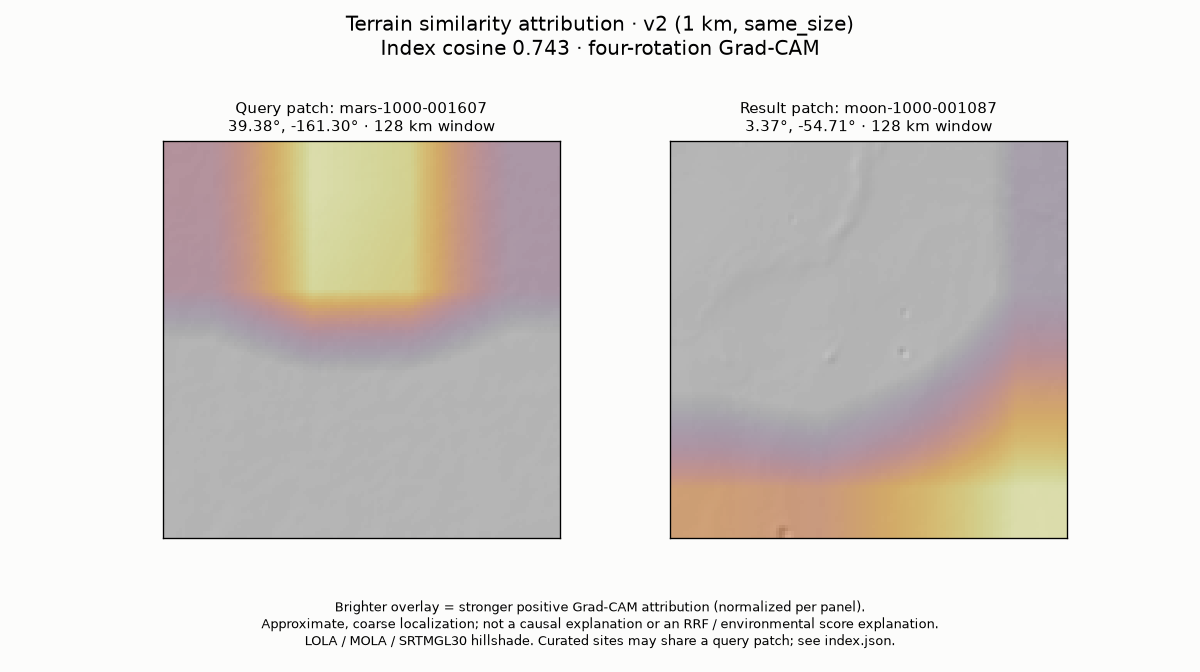 Terrain similarity attribution · v2 (1 km, same_size)
Index cosine 0.743 · four-rotation Grad-CAM
Query patch: mars-1000-001607
39.38°, -161.30° · 128 km window
Result patch: moon-1000-001087
3.37°, -54.71° · 128 km window
Brighter overlay = stronger positive Grad-CAM attribution (normalized per panel).
Approximate, coarse localization; not a causal explanation or an RRF / environmental score explanation.
LOLA / MOLA / SRTMGL30 hillshade. Curated sites may share a query patch; see index.json.